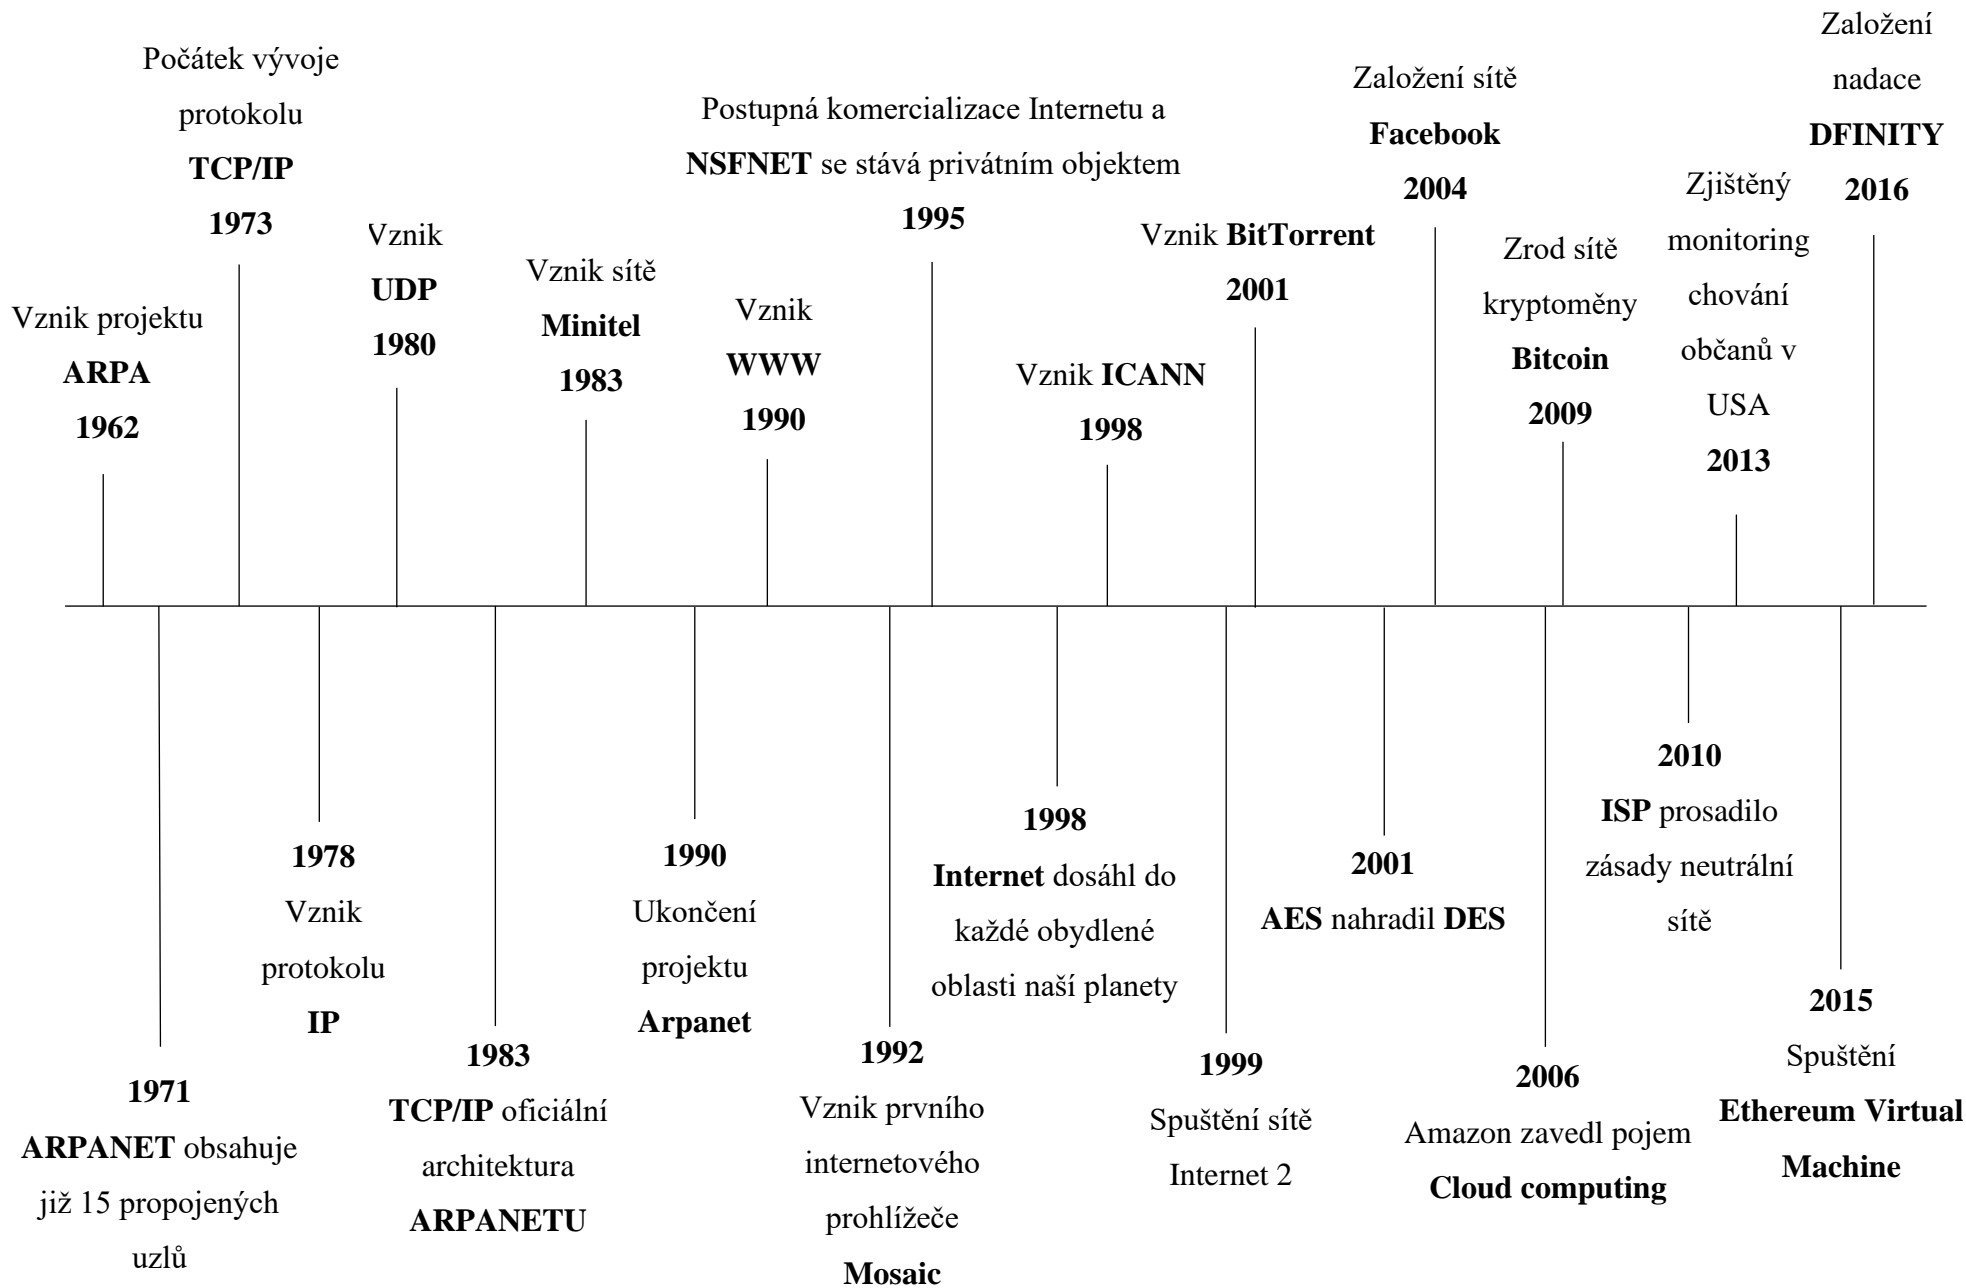 Vznik projektu
ARPA
1962
Počátek vývoje
protokolu
TCP/IP
1973
Vznik
UDP
1980
Vznik sítě
Minitel
1983
Vznik
WWW
1990
Postupná komercializace Internetu a
NSFNET se stává privátním objektem
1995
Vznik ICANN
1998
Vznik BitTorrent
2001
Založení sítě
Facebook
2004
Zrod sítě
kryptoměny
Bitcoin
2009
Zjištěný
monitoring
chování
občanů v
USA
2013
Založení
nadace
DFINITY
2016
1971
ARPANET obsahuje
již 15 propojených
uzlů
1978
Vznik
protokolu
IP
1983
TCP/IP oficiální
architektura
ARPANETU
1990
Ukončení
projektu
Arpanet
1992
Vznik prvního
internetového
prohlížeče
Mosaic
1998
Internet dosáhl do
každé obydlené
oblasti naší planety
1999
Spuštění sítě
Internet 2
2001
AES nahradil DES
2006
Amazon zavedl pojem
Cloud computing
2010
ISP prosadilo
zásady neutrální
sítě
2015
Spuštění
Ethereum Virtual
Machine